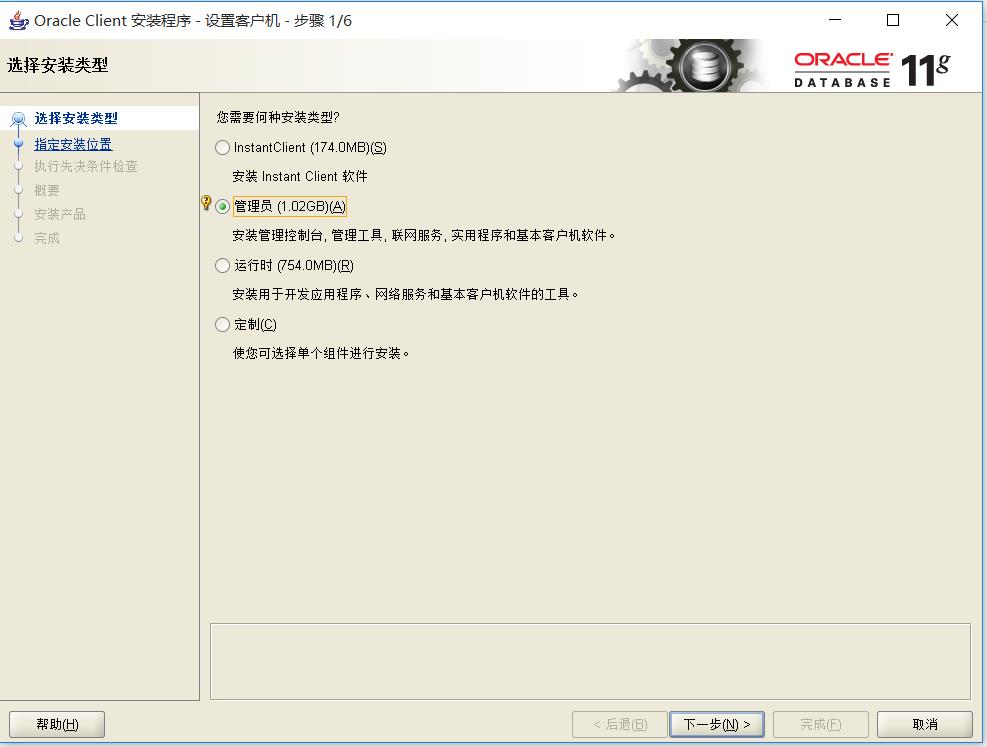 Oracle Client 安装程序 - 设置客户机 - 步骤 1/6
选择安装类型
ORACLE
DATABASE 11g
选择安装类型
指定安装位置
执行先决条件检查
概要
安装产品
完成
您需要何种安装类型?
InstantClient (174.0MB)(S)
安装 Instant Client 软件
管理员 (1.02GB)(A)
安装管理控制台, 管理工具, 联网服务, 实用程序和基本客户机软件。
运行时 (754.0MB)(R)
安装用于开发应用程序、网络服务和基本客户机软件的工具。
定制(C)
使您可选择单个组件进行安装。
帮助(H)
< 后退(B)
下一步(N) >
完成(F)
取消